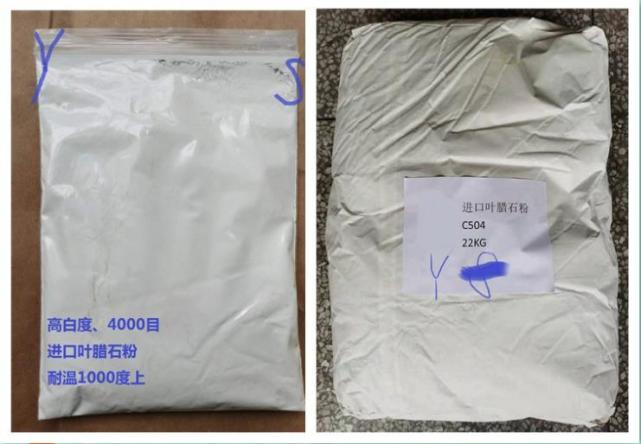 Y
S
高白度、4000目
进口叶腊石粉
耐温1000度上
进口叶腊石粉
C504
22KG
Y